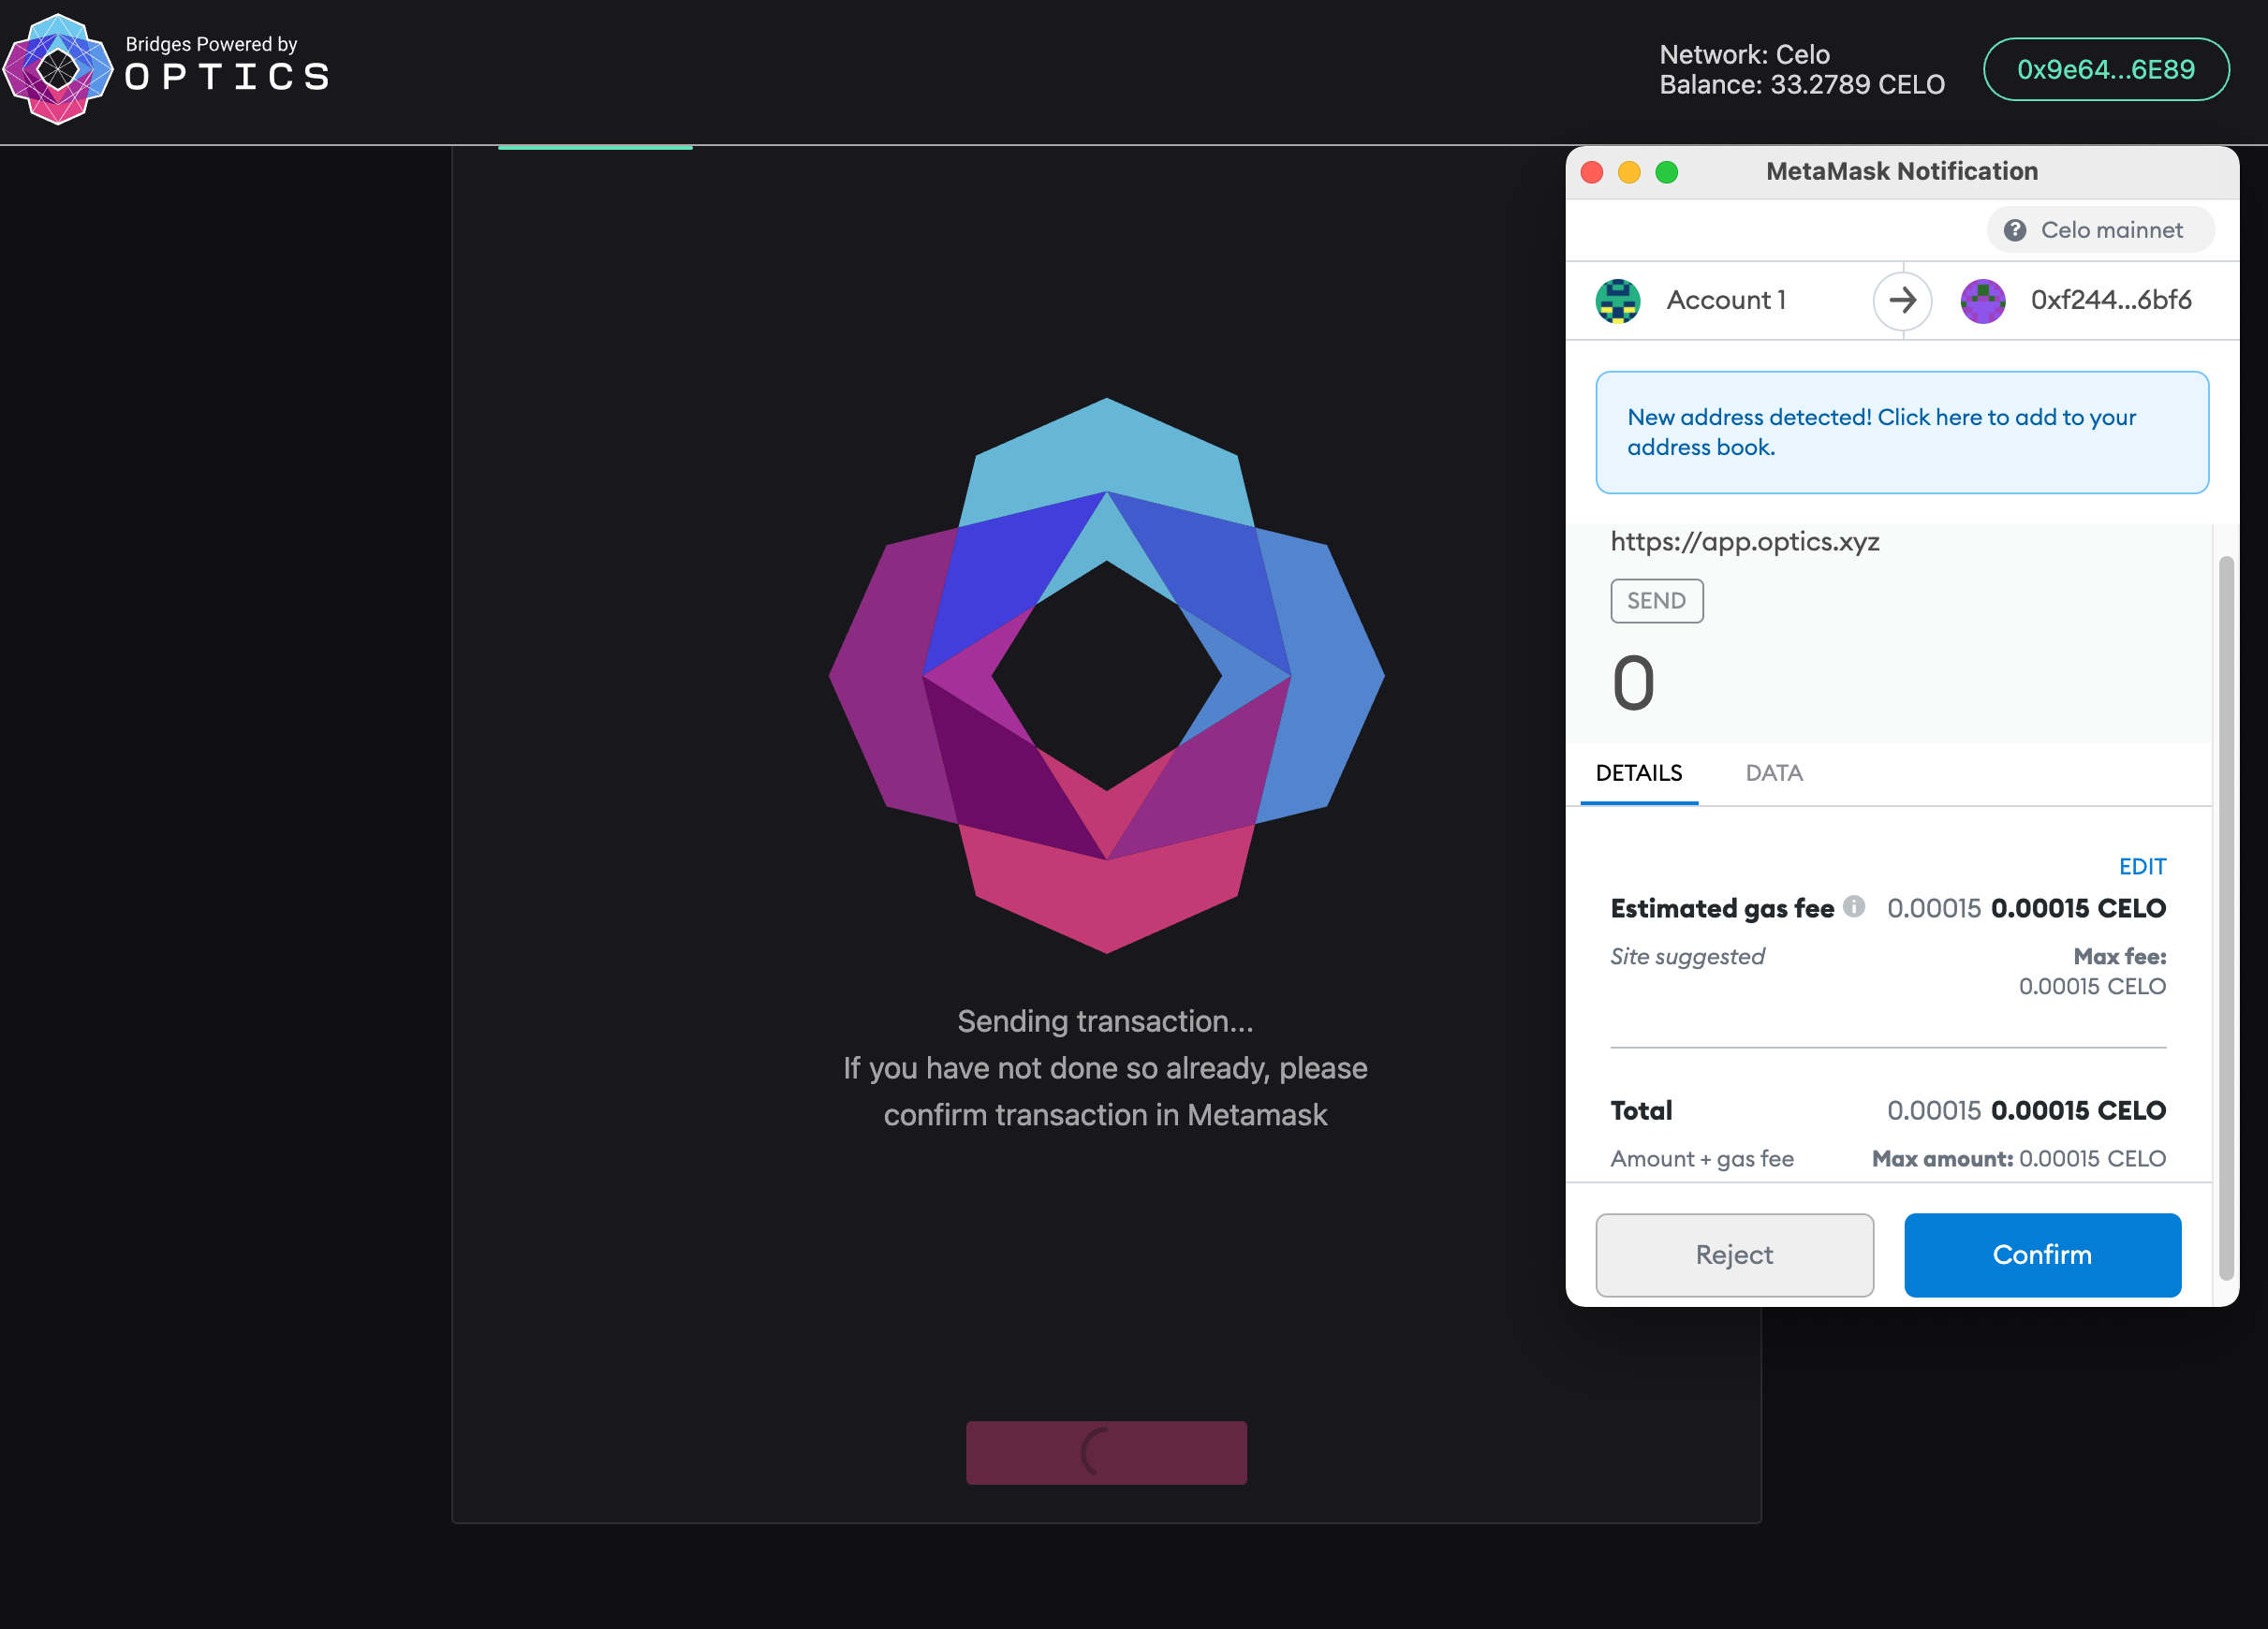 Bridges Powered by
OPTICS
Network: Celo
Balance: 33.2789 CELO
0x9e64...6E89
Sending transaction...
If you have not done so already, please
confirm transaction in Metamask
MetaMask Notification
? Celo mainnet
Account 1
0xf244...6bf6
New address detected! Click here to add to your
address book.
https://app.optics.xyz
SEND
0
DETAILS DATA
EDIT
Estimated gas fee i 0.00015 0.00015 CELO
Site suggested Max fee:
0.00015 CELO
Total 0.00015 0.00015 CELO
Amount + gas fee Max amount: 0.00015 CELO
Reject Confirm